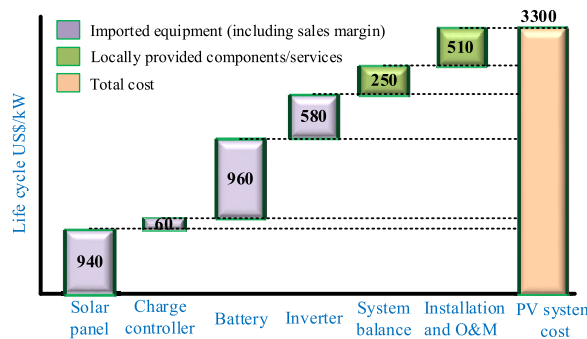 3300
Imported equipment (including sales margin)
Locally provided components/services
Total cost
510
250
580
960
60
940
Life cycle US$/kW
Solar
panel
Charge
controller
Battery
Inverter
System
balance
Installation
and O&M
PV system
cost